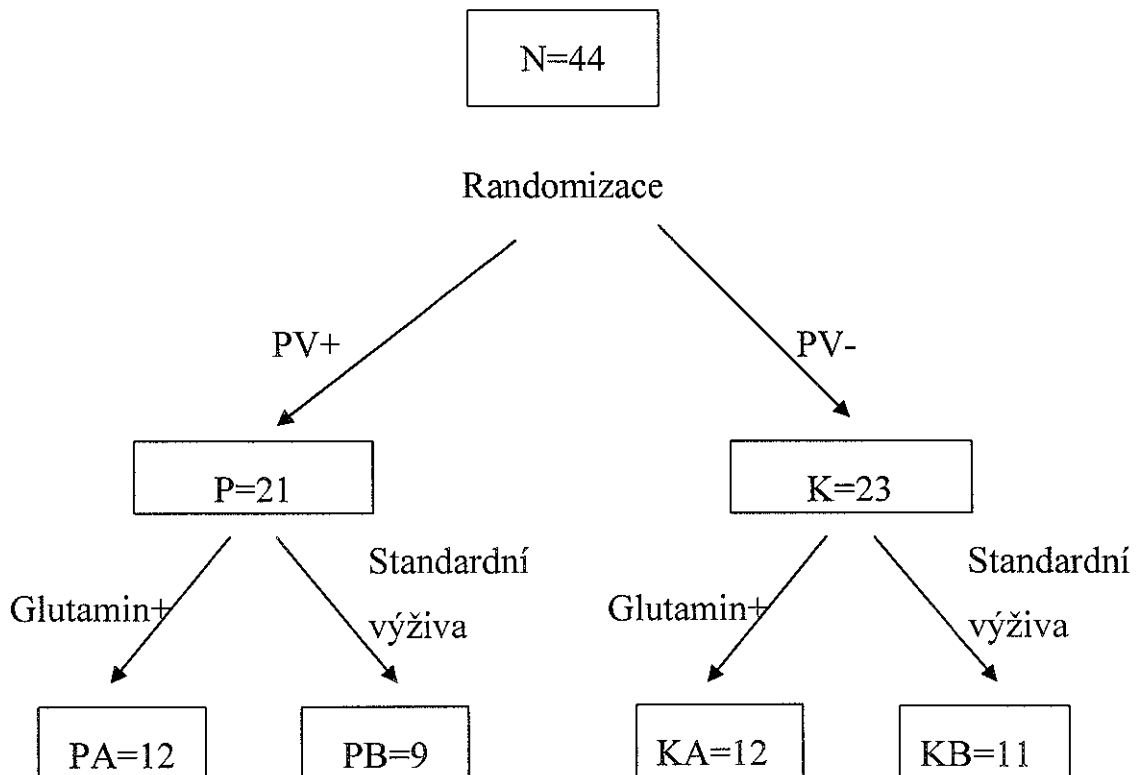 N=44
Randomizace
PV+
PV-
P=21
K=23
Glutamin+
Standardní
výživa
Glutamin+
Standardní
výživa
PA=12
PB=9
KA=12
KB=11